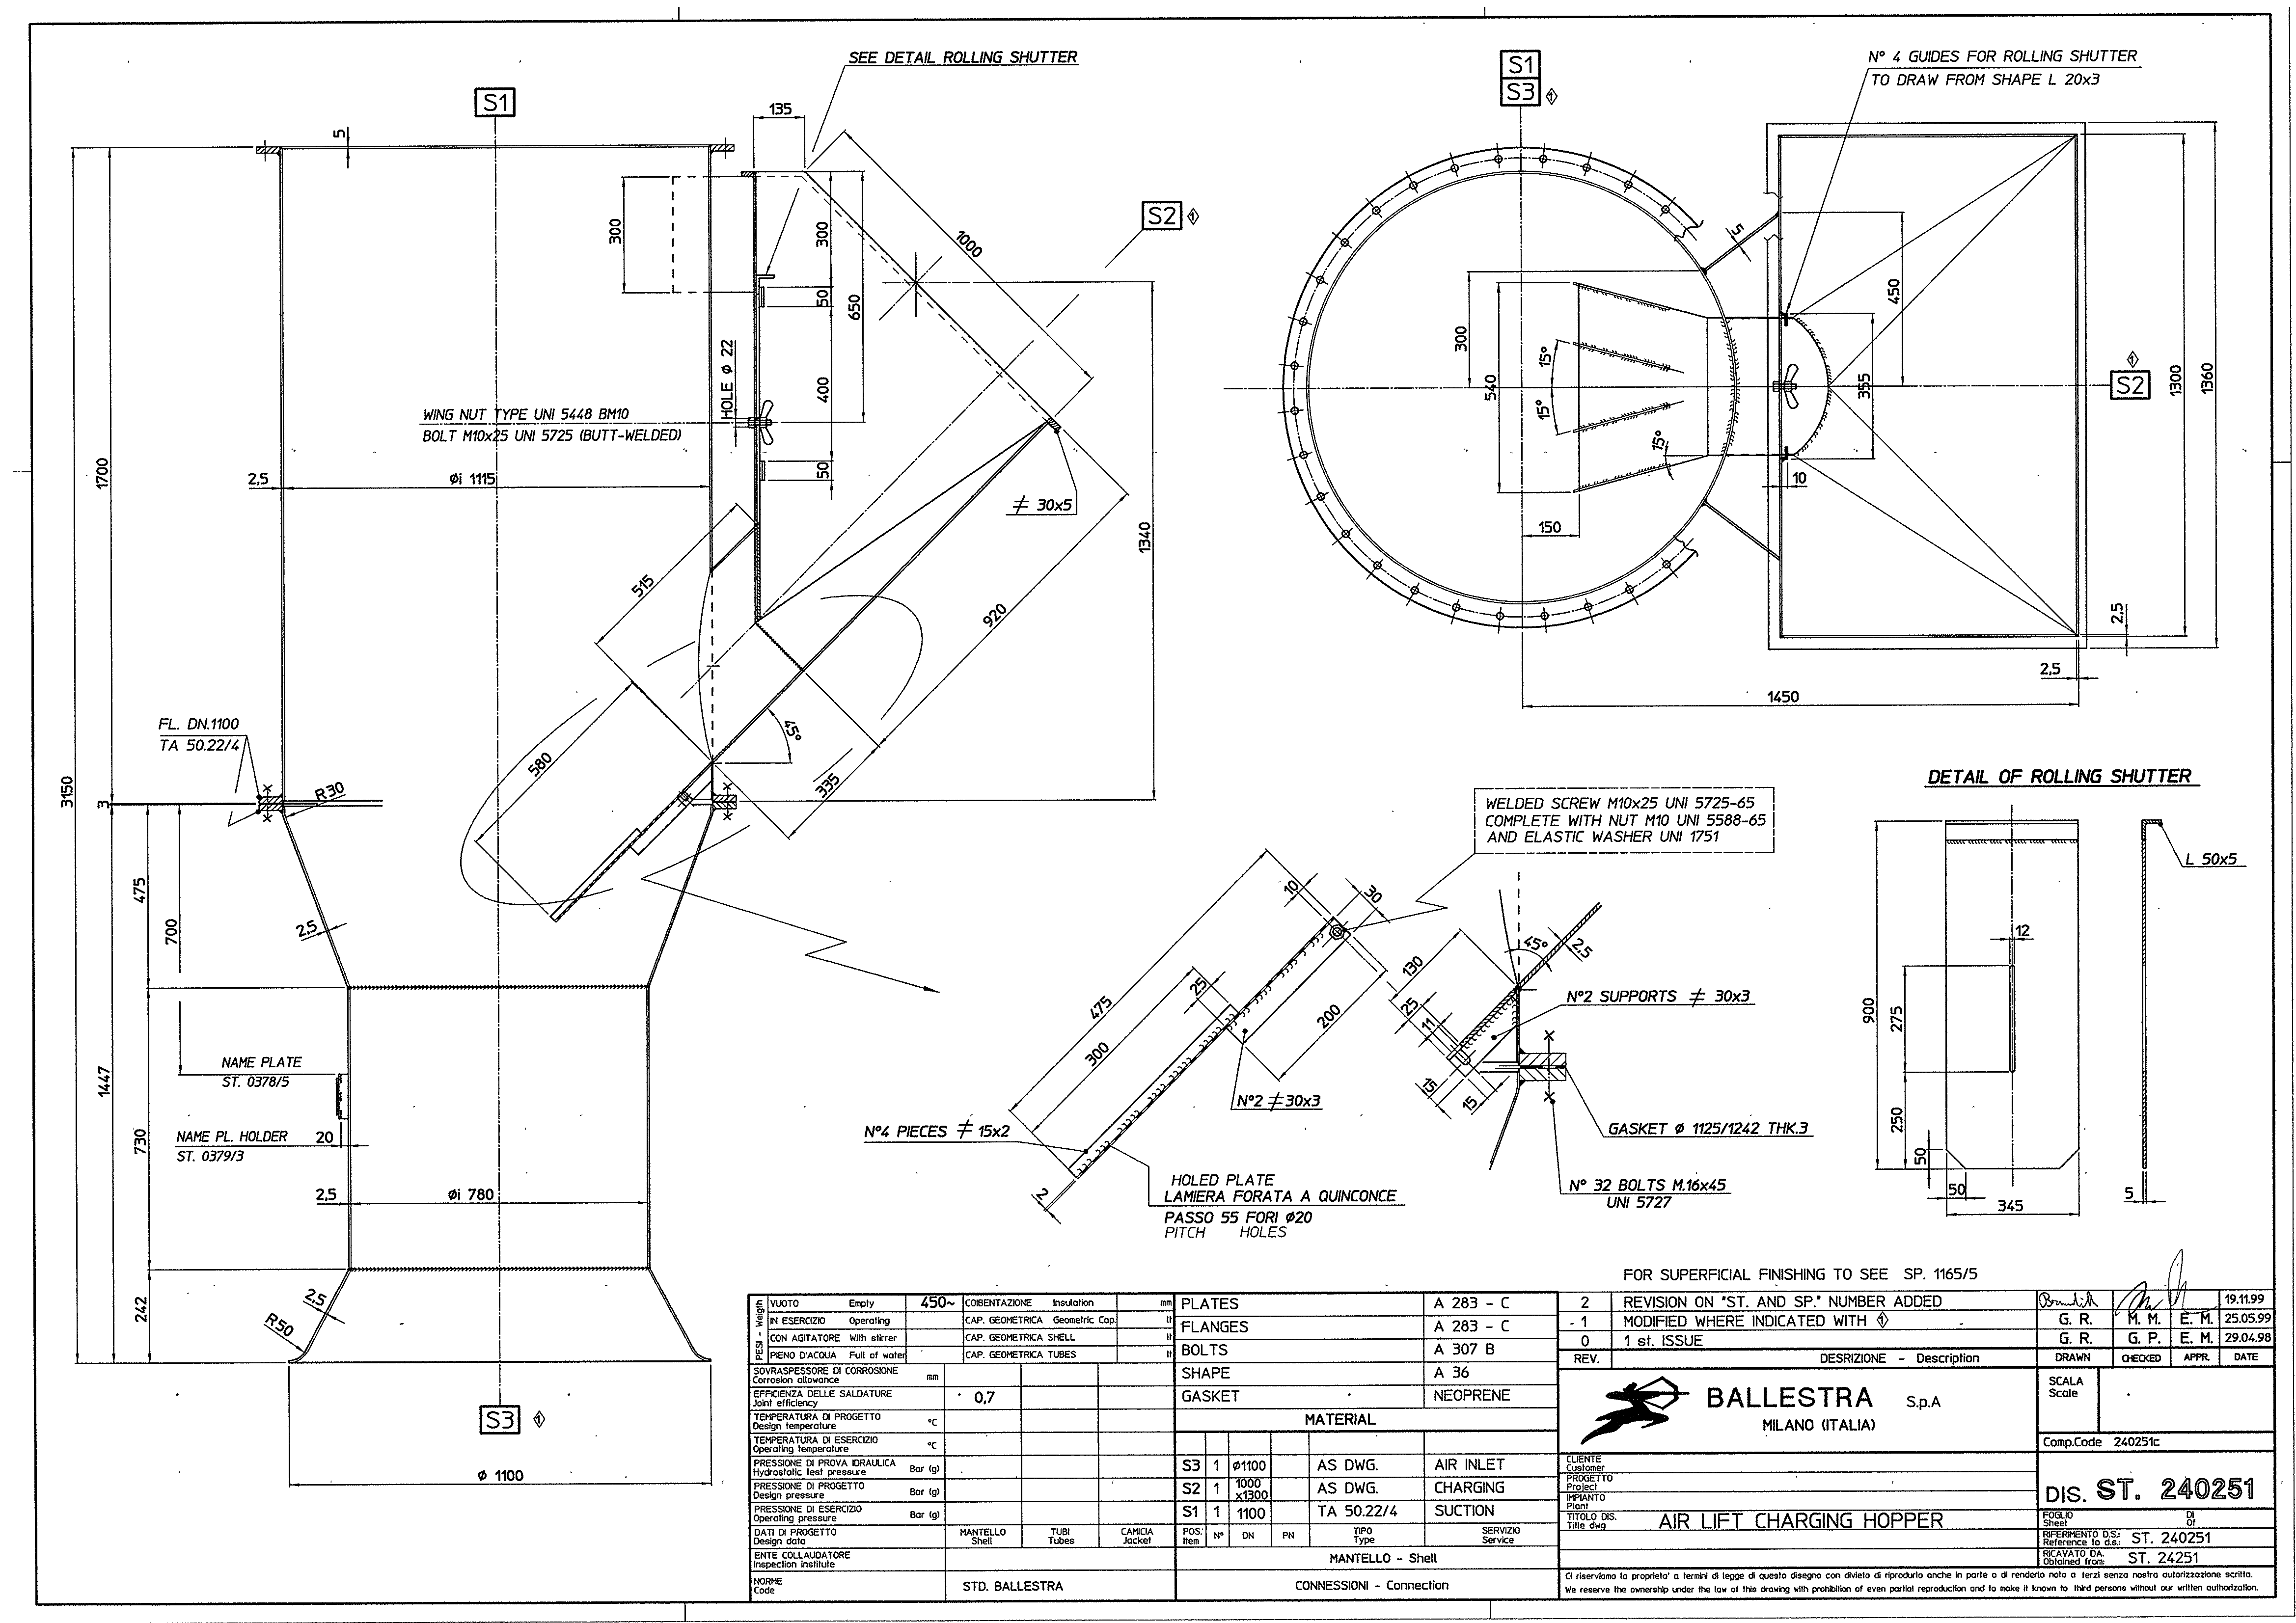 SEE DETAIL ROLLING SHUTTER
S1
135
5
300
300
1000
S2
1
650
50
HOLE ø 22
400
WING NUT TYPE UNI 5448 BM10
BOLT M10x25 UNI 5725 (BUTT-WELDED)
50
2,5
øi 1115
≠ 30x5
1700
1340
515
920
FL. DN.1100
TA 50.22/4
45°
580
335
3150
3
R30
475
700
2,5
NAME PLATE
ST. 0378/5
1447
730
NAME PL. HOLDER
ST. 0379/3
20
2,5
øi 780
242
2,5
R50
S3
1
ø 1100
S1
S3
1
N° 4 GUIDES FOR ROLLING SHUTTER
TO DRAW FROM SHAPE L 20x3
5
450
300
540
15°
15°
15°
355
10
150
1
S2
1300
1360
2,5
2,5
1450
WELDED SCREW M10x25 UNI 5725-65
COMPLETE WITH NUT M10 UNI 5588-65
AND ELASTIC WASHER UNI 1751
10
30
475
25
300
200
N°2 ≠30x3
N°4 PIECES ≠ 15x2
2
HOLED PLATE
LAMIERA FORATA A QUINCONCE
PASSO 55 FORI ø20
PITCH HOLES
130
45°
2,5
25
11
15
15
N°2 SUPPORTS ≠ 30x3
GASKET ø 1125/1242 THK.3
N° 32 BOLTS M.16x45
UNI 5727
DETAIL OF ROLLING SHUTTER
L 50x5
12
900
275
250
50
50
345
5
FOR SUPERFICIAL FINISHING TO SEE SP. 1165/5
PESI - Weigth
VUOTO Empty 450~
IN ESERCIZIO Operating
CON AGITATORE With stirrer
PIENO D'ACQUA Full of water
COIBENTAZIONE Insulation mm
CAP. GEOMETRICA Geometric Cap. lt
CAP. GEOMETRICA SHELL lt
CAP. GEOMETRICA TUBES lt
SOVRASPESSORE DI CORROSIONE
Corrosion allowance mm
EFFICIENZA DELLE SALDATURE
Joint efficiency 0,7
TEMPERATURA DI PROGETTO
Design temperature °C
TEMPERATURA DI ESERCIZIO
Operating temperature °C
PRESSIONE DI PROVA IDRAULICA
Hydrostatic test pressure Bar (g)
PRESSIONE DI PROGETTO
Design pressure Bar (g)
PRESSIONE DI ESERCIZIO
Operating pressure Bar (g)
DATI DI PROGETTO
Design data
MANTELLO
Shell
TUBI
Tubes
CAMICIA
Jacket
ENTE COLLAUDATORE
Inspection institute
NORME
Code
STD. BALLESTRA
PLATES A 283 - C
FLANGES A 283 - C
BOLTS A 307 B
SHAPE A 36
GASKET NEOPRENE
MATERIAL
S3 1 ø1100 AS DWG. AIR INLET
S2 1 1000 x1300 AS DWG. CHARGING
S1 1 1100 TA 50.22/4 SUCTION
POS.
Item
N°
DN
PN
TIPO
Type
SERVIZIO
Service
MANTELLO - Shell
CONNESSIONI - Connection
2 REVISION ON "ST. AND SP." NUMBER ADDED 19.11.99
1 MODIFIED WHERE INDICATED WITH 1 G. R. M. M. E. M. 25.05.99
0 1 st. ISSUE G. R. G. P. E. M. 29.04.98
REV. DESRIZIONE - Description DRAWN CHECKED APPR. DATE
BALLESTRA S.p.A
MILANO (ITALIA)
SCALA
Scale
Comp.Code 240251c
CLIENTE
Customer
PROGETTO
Project
IMPIANTO
Plant
TITOLO DIS.
Title dwg
AIR LIFT CHARGING HOPPER
DIS. ST. 240251
FOGLIO
Sheet
DI
Of
RIFERIMENTO D.S.:
Reference to d.s.: ST. 240251
RICAVATO DA.
Obtained from: ST. 24251
Ci riserviamo la proprieta' a termini di legge di questo disegno con divieto di riprodurlo anche in parte o di renderlo noto a terzi senza nostra autorizzazione scritta.
We reserve the ownership under the law of this drawing with prohibition of even partial reproduction and to make it known to third persons without our written authorization.